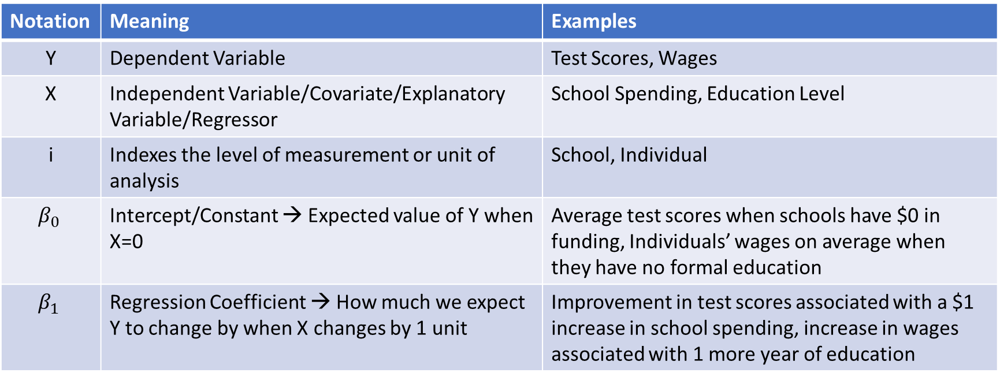 Notation Meaning Examples
Y Dependent Variable Test Scores, Wages
X Independent Variable/Covariate/Explanatory School Spending, Education Level
Variable/Regressor
i Indexes the level of measurement or unit of School, Individual
analysis
β₀ Intercept/Constant → Expected value of Y when Average test scores when schools have $0 in
X=0 funding, Individuals’ wages on average when
they have no formal education
β₁ Regression Coefficient → How much we expect Improvement in test scores associated with a $1
Y to change by when X changes by 1 unit increase in school spending, increase in wages
associated with 1 more year of education